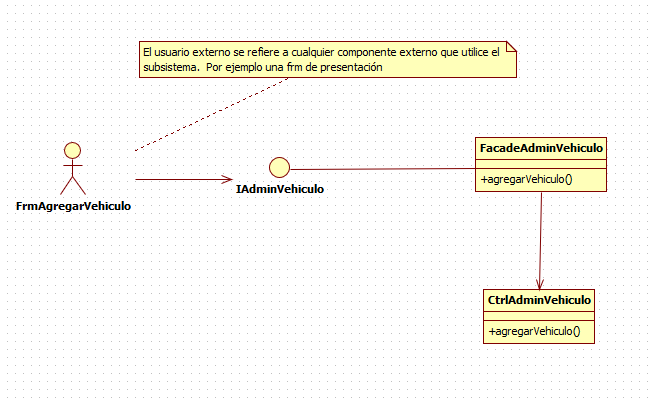 El usuario externo se refiere a cualquier componente externo que utilice el
subsistema.  Por ejemplo una frm de presentación
FacadeAdminVehiculo
+agregarVehiculo()
IAdminVehiculo
FrmAgregarVehiculo
CtrlAdminVehiculo
+agregarVehiculo()